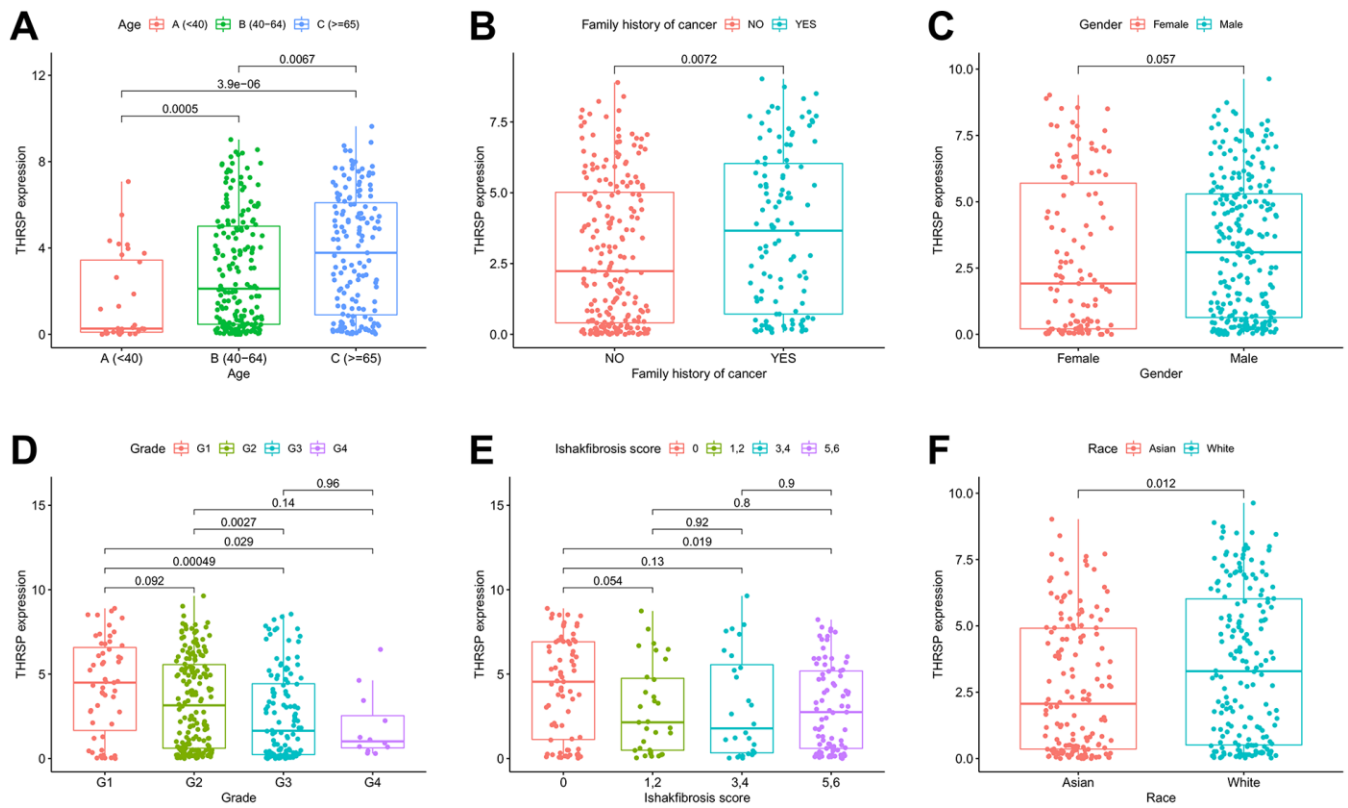 A
Age A (<40) B (40−64) C (>=65)
0.0067
3.9e−06
0.0005
THRSP expression
12
8
4
0
A (<40) B (40−64) C (>=65)
Age
B
Family history of cancer NO YES
0.0072
THRSP expression
7.5
5.0
2.5
0.0
NO YES
Family history of cancer
C
Gender Female Male
0.057
THRSP expression
10.0
7.5
5.0
2.5
0.0
Female Male
Gender
D
Grade G1 G2 G3 G4
0.96
0.14
0.0027
0.029
0.00049
0.092
THRSP expression
15
10
5
0
G1 G2 G3 G4
Grade
E
Ishakfibrosis score 0 1,2 3,4 5,6
0.9
0.8
0.92
0.019
0.13
0.054
THRSP expression
15
10
5
0
0 1,2 3,4 5,6
Ishakfibrosis score
F
Race Asian White
0.012
THRSP expression
10.0
7.5
5.0
2.5
0.0
Asian White
Race